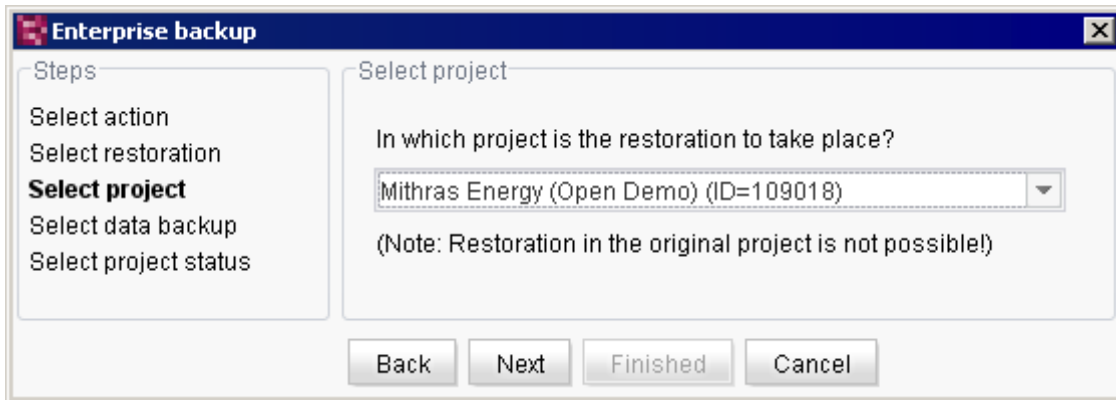 Enterprise backup
Steps
Select action
Select restoration
Select project
Select data backup
Select project status
Select project
In which project is the restoration to take place?
Mithras Energy (Open Demo) (ID=109018)
(Note: Restoration in the original project is not possible!)
Back Next Finished Cancel